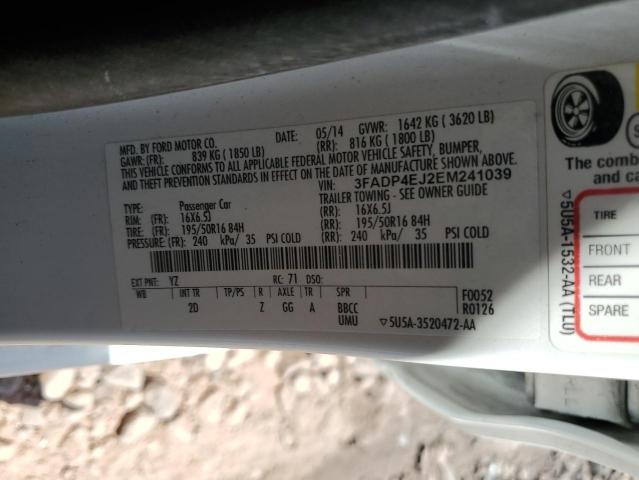 MFD. BY FORD MOTOR CO.
DATE: 05/14 GVWR: 1642 KG ( 3620 LB)
GAWR: (FR): 839 KG ( 1850 LB) (RR): 816 KG ( 1800 LB)
THIS VEHICLE CONFORMS TO ALL APPLICABLE FEDERAL MOTOR VEHICLE SAFETY, BUMPER,
AND THEFT PREVENTION STANDARDS IN EFFECT ON THE DATE OF MANUFACTURE SHOWN ABOVE.
VIN: 3FADP4EJ2EM241039
TYPE: Passenger Car TRAILER TOWING - SEE OWNER GUIDE
RIM: (FR): 16X6.5J (RR): 16X6.5J
TIRE: (FR): 195/50R16 84H (RR): 195/50R16 84H
PRESSURE: (FR): 240 kPa/ 35 PSI COLD (RR): 240 kPa/ 35 PSI COLD
EXT PNT: YZ RC: 71 DSO:
WB INT TR TP/PS R AXLE TR SPR F0052
2D Z GG A BBCC R0126
UMU ▽5U5A-3520472-AA
The comb
and ca
▽5U5A-1532-AA (TLU)
TIRE
FRONT
REAR
SPARE